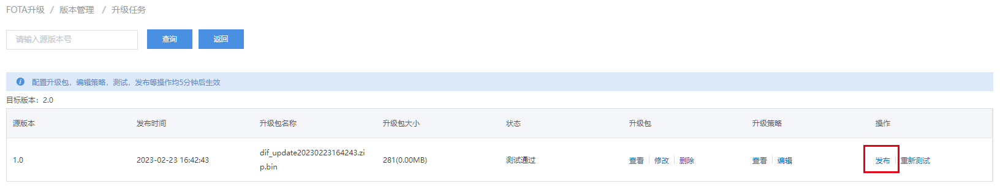 FOTA升级 / 版本管理 / 升级任务
请输入源版本号 查询 返回
配置升级包，编辑策略，测试，发布等操作均5分钟后生效
目标版本：2.0
源版本 发布时间 升级包名称 升级包大小 状态 升级包 升级策略 操作
1.0 2023-02-23 16:42:43 dif_update20230223164243.zi 281(0.00MB) 测试通过 查看 修改 删除 查看 编辑 发布 重新测试
p.bin